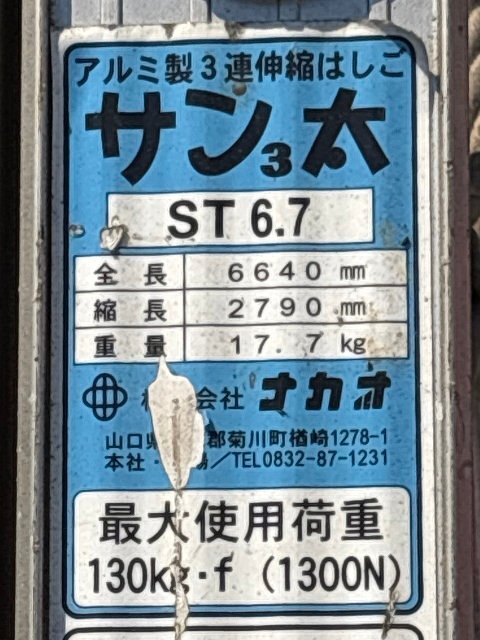 アルミ製3連伸縮はしご
サン3太
ST 6.7
全長 6640 mm
縮長 2790 mm
重量 17.7 kg
会社 ナカオ
山口 郡菊川町楢崎1278-1
本社・ /TEL0832-87-1231
最大使用荷重
130kg·f (1300N)